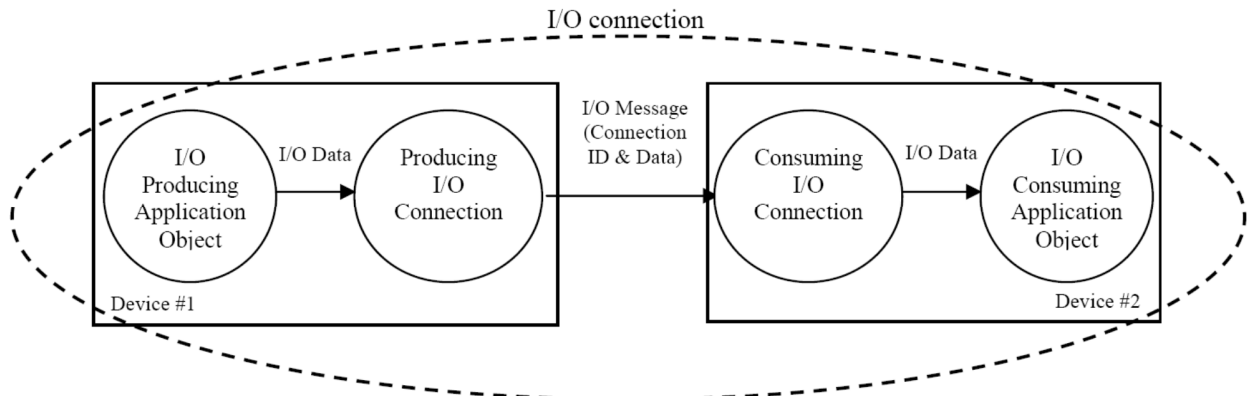 I/O connection
I/O
Producing
Application
Object
I/O Data
Producing
I/O
Connection
Device #1
I/O Message
(Connection
ID & Data)
Consuming
I/O
Connection
I/O Data
I/O
Consuming
Application
Object
Device #2